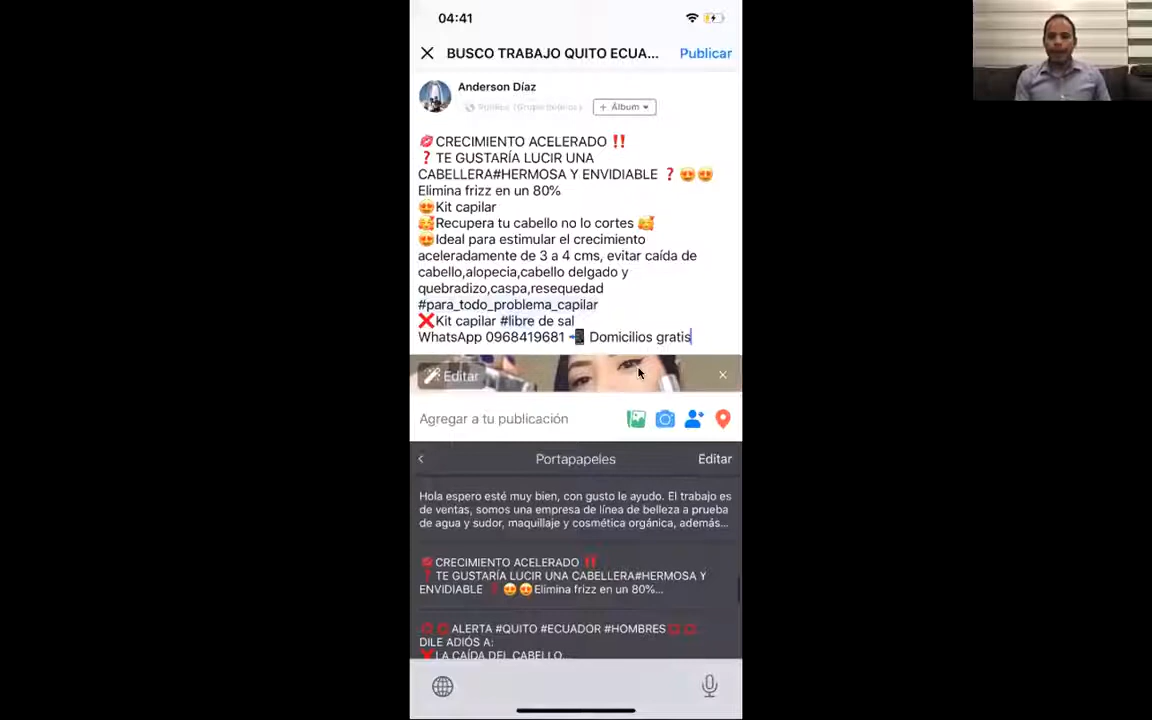 04:41
BUSCO TRABAJO QUITO ECUA... Publicar
Anderson Díaz
+ Álbum
💋CRECIMIENTO ACELERADO ‼️
❓TE GUSTARÍA LUCIR UNA
CABELLERA#HERMOSA Y ENVIDIABLE ❓😍😍
Elimina frizz en un 80%
😍Kit capilar
🥰Recupera tu cabello no lo cortes 🥰
😍Ideal para estimular el crecimiento
aceleradamente de 3 a 4 cms, evitar caída de
cabello,alopecia,cabello delgado y
quebradizo,caspa,resequedad
#para_todo_problema_capilar
❌Kit capilar #libre de sal
WhatsApp 0968419681 📲 Domicilios gratis
Editar
Agregar a tu publicación
Portapapeles Editar
Hola espero esté muy bien, con gusto le ayudo. El trabajo es
de ventas, somos una empresa de línea de belleza a prueba
de agua y sudor, maquillaje y cosmética orgánica, además...
💋CRECIMIENTO ACELERADO ‼️
❓TE GUSTARÍA LUCIR UNA CABELLERA#HERMOSA Y
ENVIDIABLE ❓😍😍Elimina frizz en un 80%...
⭕⭕ALERTA #QUITO #ECUADOR #HOMBRES⭕⭕
DILE ADIÓS A:
❌LA CAÍDA DEL CABELLO...